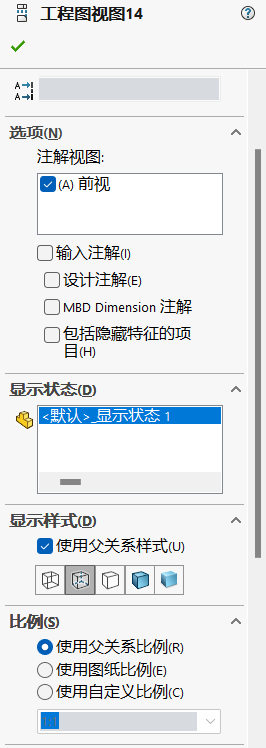 工程图视图14
选项(N)
注解视图:
(A) 前视
输入注解(I)
设计注解(E)
MBD Dimension 注解
包括隐藏特征的项
目(H)
显示状态(D)
<默认>_显示状态 1
显示样式(D)
使用父关系样式(U)
比例(S)
使用父关系比例(R)
使用图纸比例(E)
使用自定义比例(C)
1:1